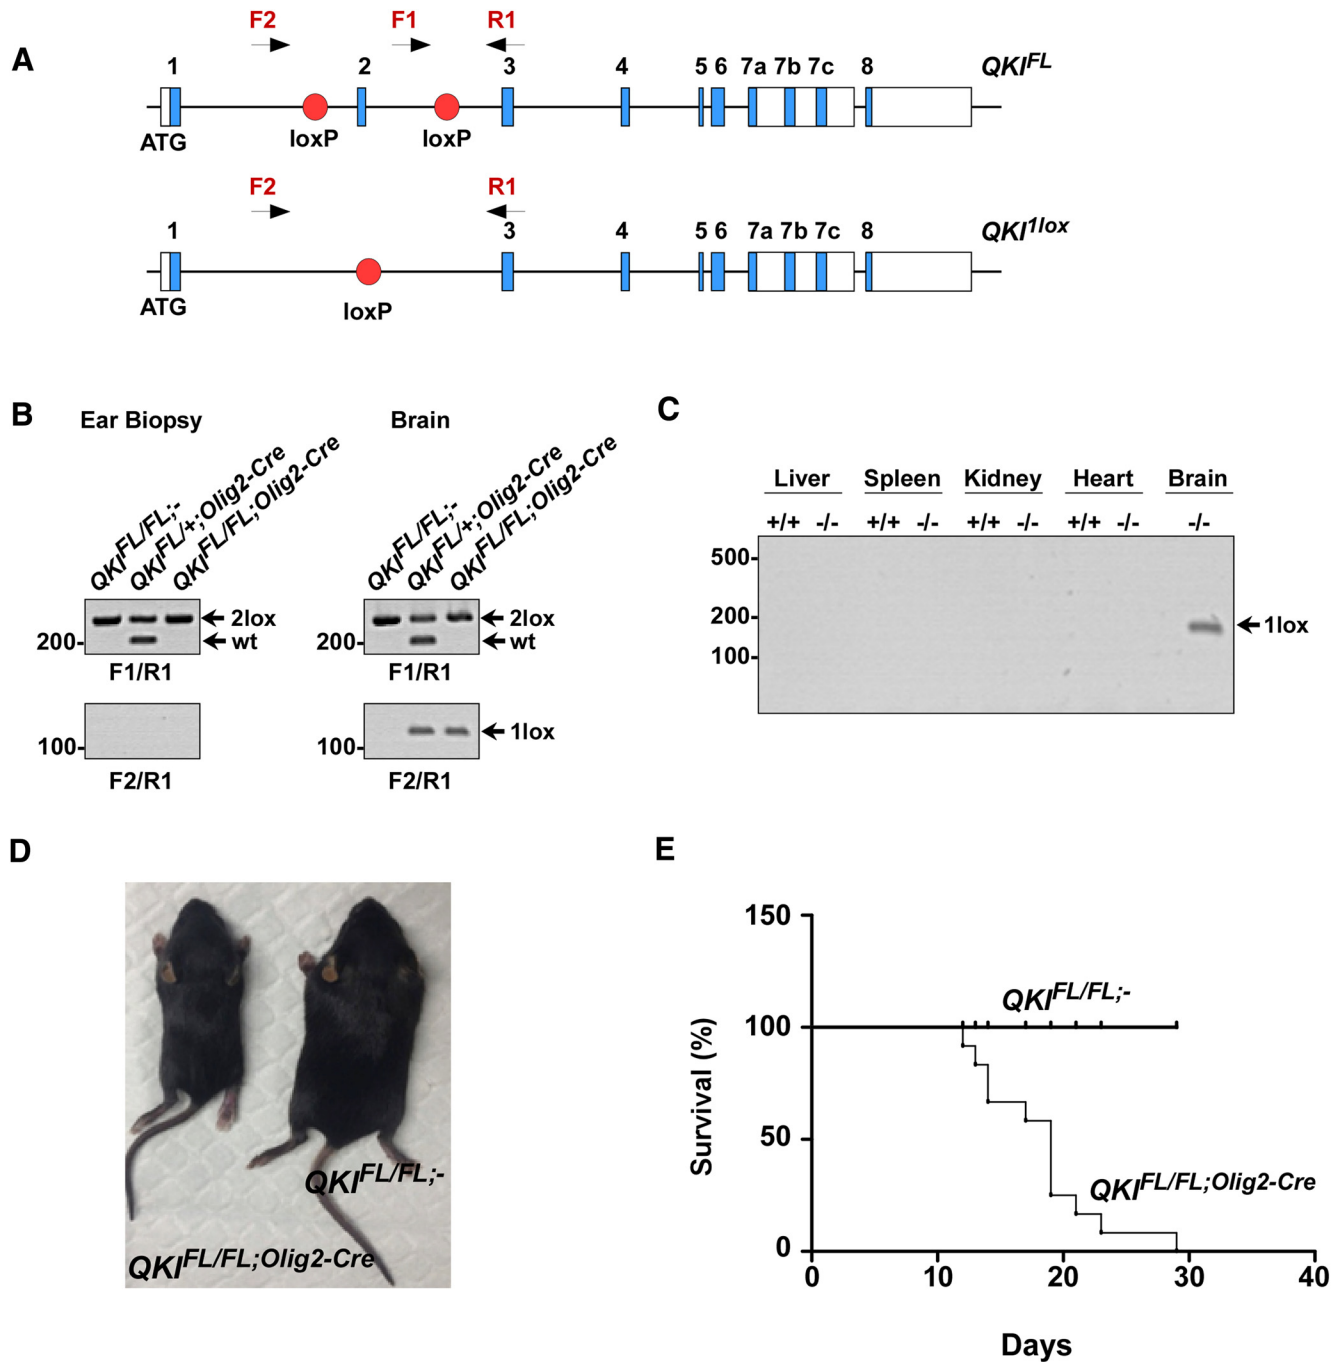 A
F2 F1 R1
1 2 3 4 5 6 7a 7b 7c 8 QKI^FL
ATG loxP loxP
F2 R1
1 3 4 5 6 7a 7b 7c 8 QKI^1lox
ATG loxP
B
Ear Biopsy Brain
QKI^FL/FL;- QKI^FL/+;Olig2-Cre QKI^FL/FL;Olig2-Cre QKI^FL/FL;- QKI^FL/+;Olig2-Cre QKI^FL/FL;Olig2-Cre
2lox 2lox
200 wt 200 wt
F1/R1 F1/R1
1lox
100 100
F2/R1 F2/R1
C
Liver Spleen Kidney Heart Brain
+/+ -/- +/+ -/- +/+ -/- +/+ -/- -/-
500
200 1lox
100
D
QKI^FL/FL;-
QKI^FL/FL;Olig2-Cre
E
150
QKI^FL/FL;-
100
Survival (%)
50
QKI^FL/FL;Olig2-Cre
0
0 10 20 30 40
Days